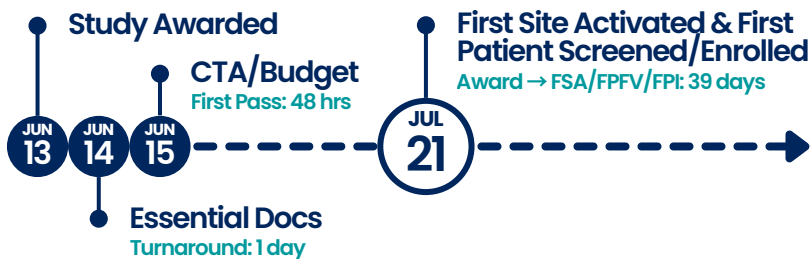 Study Awarded
CTA/Budget
First Pass: 48 hrs
First Site Activated & First
Patient Screened/Enrolled
Award → FSA/FPFV/FPI: 39 days
JUN
13
JUN
14
JUN
15
JUL
21
Essential Docs
Turnaround: 1 day